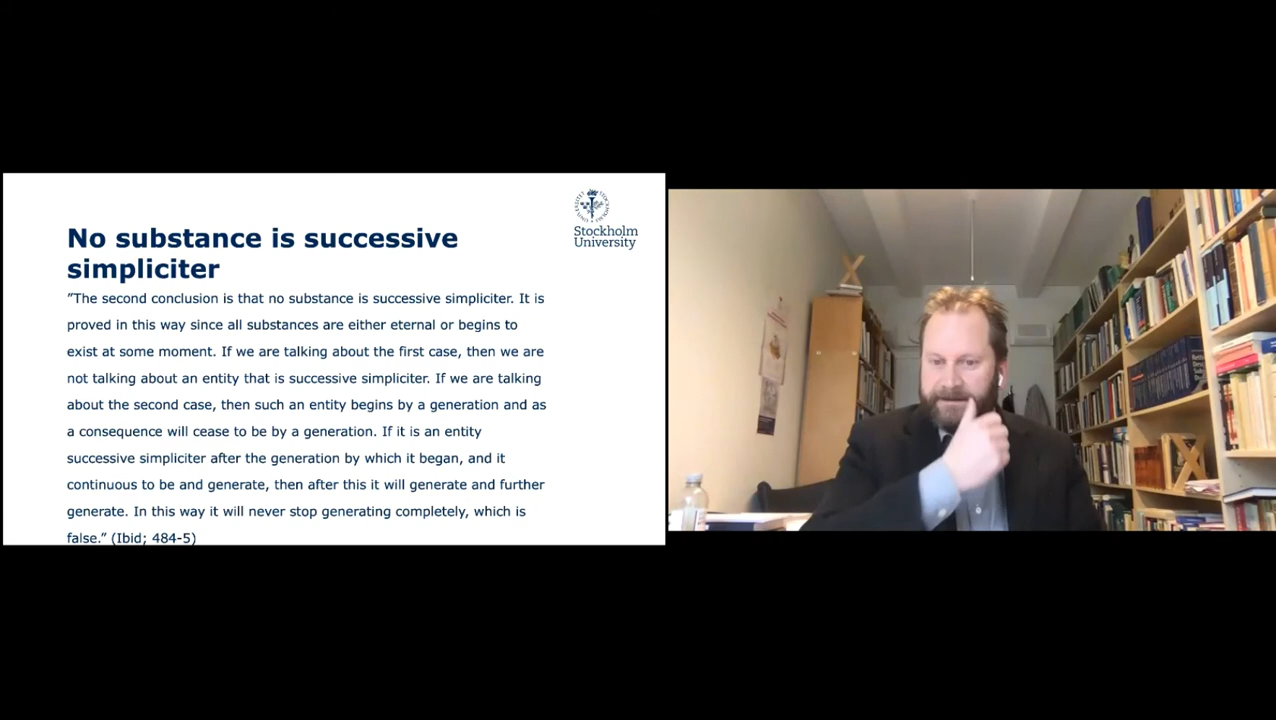 No substance is successive
simpliciter
Stockholm
University
"The second conclusion is that no substance is successive simpliciter. It is
proved in this way since all substances are either eternal or begins to
exist at some moment. If we are talking about the first case, then we are
not talking about an entity that is successive simpliciter. If we are talking
about the second case, then such an entity begins by a generation and as
a consequence will cease to be by a generation. If it is an entity
successive simpliciter after the generation by which it began, and it
continuous to be and generate, then after this it will generate and further
generate. In this way it will never stop generating completely, which is
false." (Ibid; 484-5)